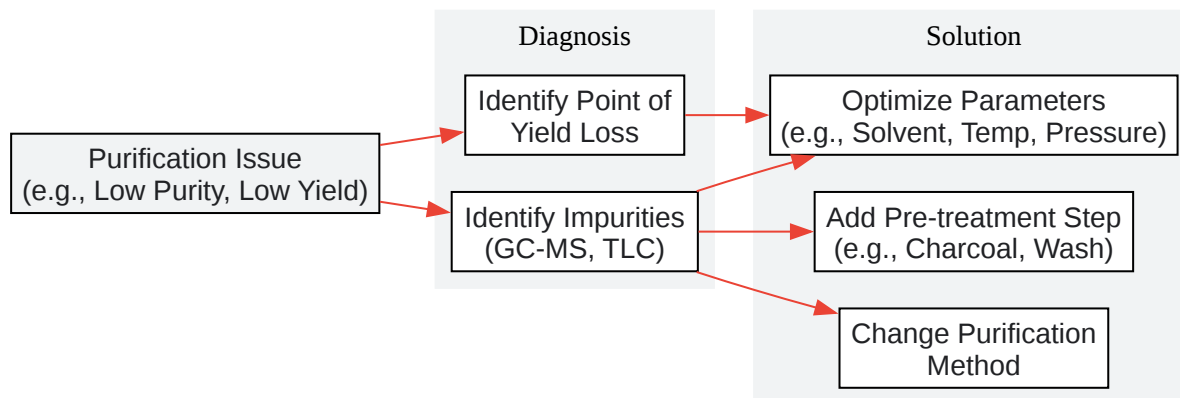 Diagnosis
Solution
Purification Issue
(e.g., Low Purity, Low Yield)
Identify Point of
Yield Loss
Identify Impurities
(GC-MS, TLC)
Optimize Parameters
(e.g., Solvent, Temp, Pressure)
Add Pre-treatment Step
(e.g., Charcoal, Wash)
Change Purification
Method